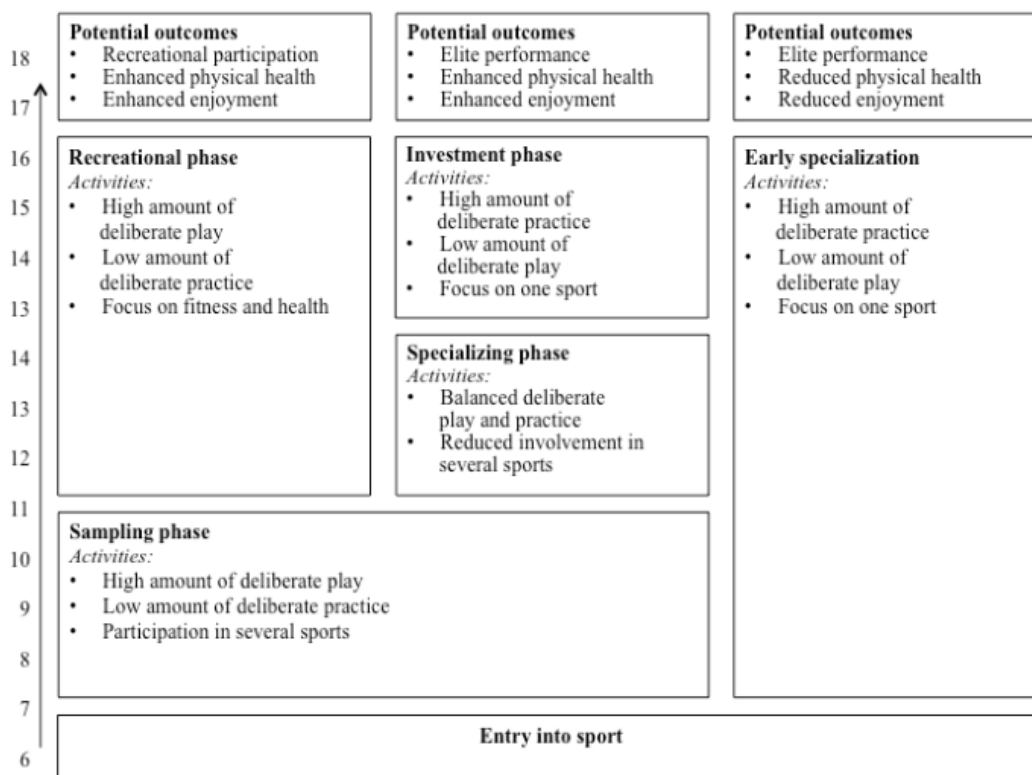 18
17
16
15
14
13
14
13
12
11
10
9
8
7
6
Potential outcomes
• Recreational participation
• Enhanced physical health
• Enhanced enjoyment
Potential outcomes
• Elite performance
• Enhanced physical health
• Enhanced enjoyment
Potential outcomes
• Elite performance
• Reduced physical health
• Reduced enjoyment
Recreational phase
Activities:
• High amount of
deliberate play
• Low amount of
deliberate practice
• Focus on fitness and health
Investment phase
Activities:
• High amount of
deliberate practice
• Low amount of
deliberate play
• Focus on one sport
Early specialization
Activities:
• High amount of
deliberate practice
• Low amount of
deliberate play
• Focus on one sport
Specializing phase
Activities:
• Balanced deliberate
play and practice
• Reduced involvement in
several sports
Sampling phase
Activities:
• High amount of deliberate play
• Low amount of deliberate practice
• Participation in several sports
Entry into sport